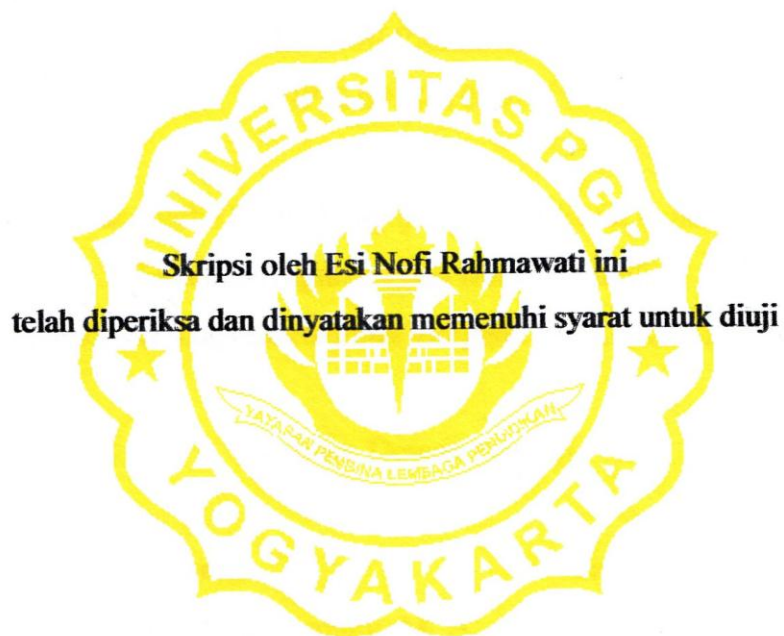 UNIVERSITAS PGRI
Skripsi oleh Esi Nofi Rahmawati ini
telah diperiksa dan dinyatakan memenuhi syarat untuk diuji
YAYASAN PEMBINA LEMBAGA PENDIDIKAN
YOGYAKARTA